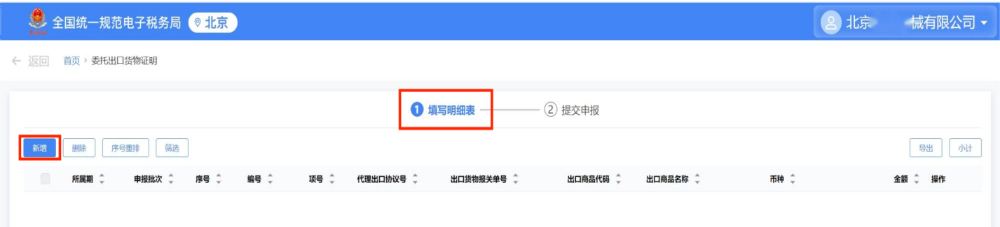 全国统一规范电子税务局 北京 北京 械有限公司
返回 首页 > 委托出口货物证明
1 填写明细表 2 提交申报
新增 删除 序号重排 筛选 导出 小计
所属期 申报批次 序号 编号 项号 代理出口协议号 出口货物报关单号 出口商品代码 出口商品名称 币种 金额 操作